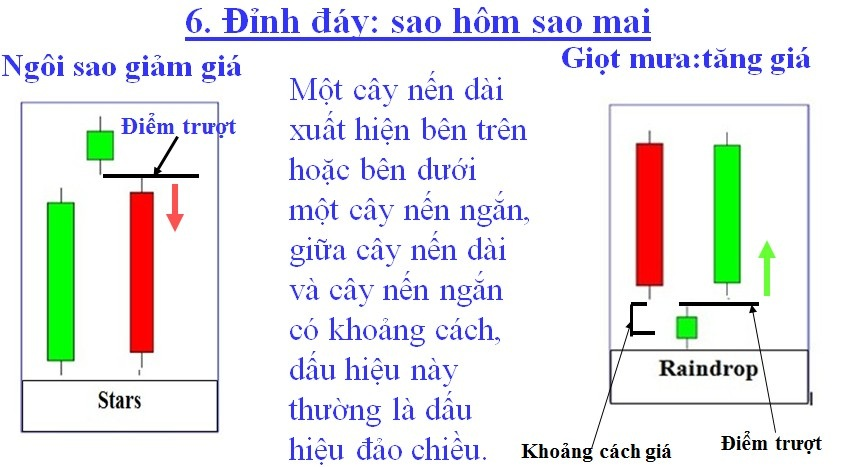 6. Đỉnh đáy: sao hôm sao mai
Ngôi sao giảm giá
Điểm trượt
Stars
Một cây nến dài
xuất hiện bên trên
hoặc bên dưới
một cây nến ngắn,
giữa cây nến dài
và cây nến ngắn
có khoảng cách,
dấu hiệu này
thường là dấu
hiệu đảo chiều.
Giọt mưa:tăng giá
Raindrop
Khoảng cách giá
Điểm trượt